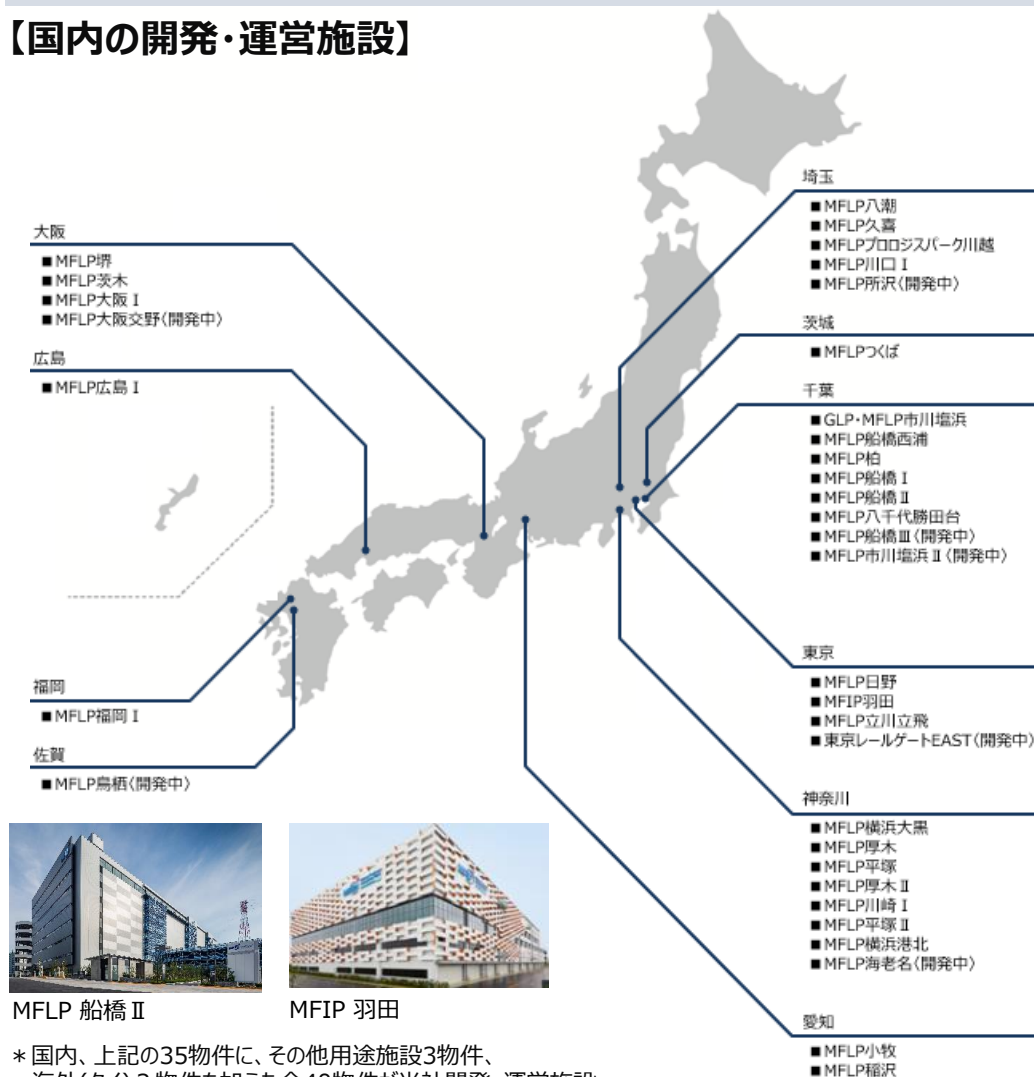 【国内の開発・運営施設】
大阪
■MFLP堺
■MFLP茨木
■MFLP大阪Ⅰ
■MFLP大阪交野(開発中)
広島
■MFLP広島Ⅰ
福岡
■MFLP福岡Ⅰ
佐賀
■MFLP鳥栖(開発中)
埼玉
■MFLP八潮
■MFLP久喜
■MFLPプロロジスパーク川越
■MFLP川口Ⅰ
■MFLP所沢(開発中)
茨城
■MFLPつくば
千葉
■GLP・MFLP市川塩浜
■MFLP船橋西浦
■MFLP柏
■MFLP船橋Ⅰ
■MFLP船橋Ⅱ
■MFLP八千代勝田台
■MFLP船橋Ⅲ(開発中)
■MFLP市川塩浜Ⅱ(開発中)
東京
■MFLP日野
■MFIP羽田
■MFLP立川立飛
■東京レールゲートEAST(開発中)
神奈川
■MFLP横浜大黒
■MFLP厚木
■MFLP平塚
■MFLP厚木Ⅱ
■MFLP川崎Ⅰ
■MFLP平塚Ⅱ
■MFLP横浜港北
■MFLP海老名(開発中)
愛知
■MFLP小牧
■MFLP稲沢
MFLP 船橋Ⅱ
MFIP 羽田
＊国内、上記の35物件に、その他用途施設3物件、